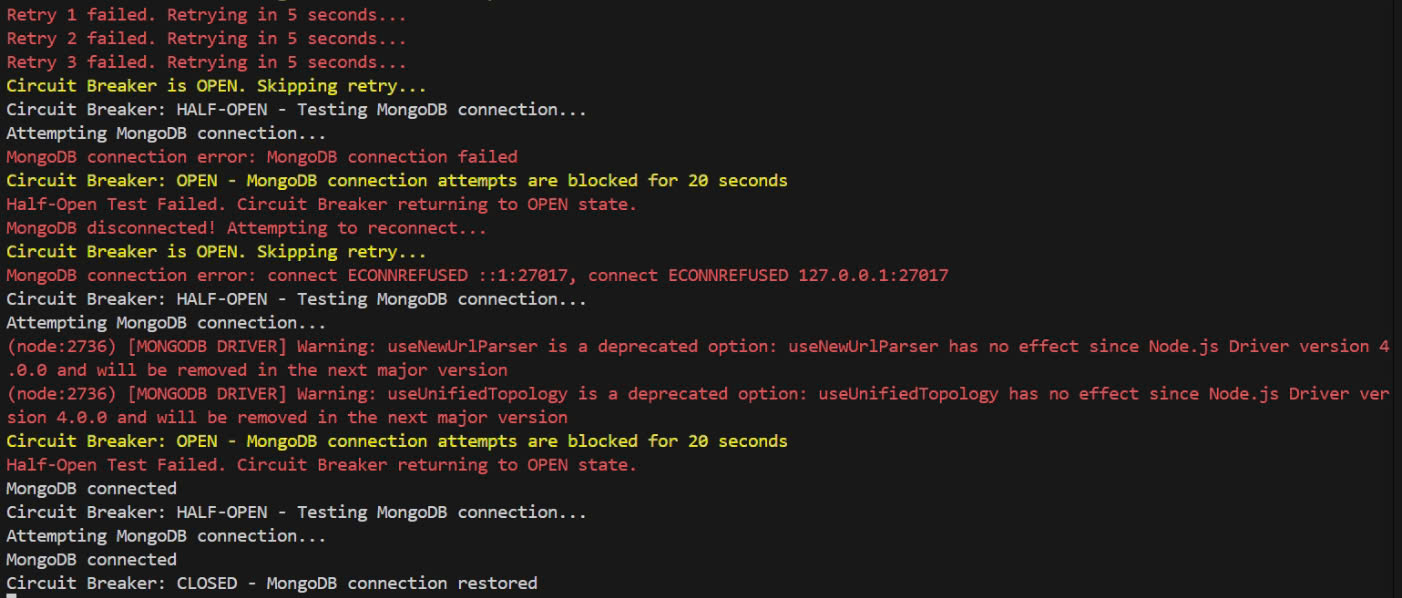 Retry 1 failed. Retrying in 5 seconds...
Retry 2 failed. Retrying in 5 seconds...
Retry 3 failed. Retrying in 5 seconds...
Circuit Breaker is OPEN. Skipping retry...
Circuit Breaker: HALF-OPEN - Testing MongoDB connection...
Attempting MongoDB connection...
MongoDB connection error: MongoDB connection failed
Circuit Breaker: OPEN - MongoDB connection attempts are blocked for 20 seconds
Half-Open Test Failed. Circuit Breaker returning to OPEN state.
MongoDB disconnected! Attempting to reconnect...
Circuit Breaker is OPEN. Skipping retry...
MongoDB connection error: connect ECONNREFUSED ::1:27017, connect ECONNREFUSED 127.0.0.1:27017
Circuit Breaker: HALF-OPEN - Testing MongoDB connection...
Attempting MongoDB connection...
(node:2736) [MONGODB DRIVER] Warning: useNewUrlParser is a deprecated option: useNewUrlParser has no effect since Node.js Driver version 4
.0.0 and will be removed in the next major version
(node:2736) [MONGODB DRIVER] Warning: useUnifiedTopology is a deprecated option: useUnifiedTopology has no effect since Node.js Driver ver
sion 4.0.0 and will be removed in the next major version
Circuit Breaker: OPEN - MongoDB connection attempts are blocked for 20 seconds
Half-Open Test Failed. Circuit Breaker returning to OPEN state.
MongoDB connected
Circuit Breaker: HALF-OPEN - Testing MongoDB connection...
Attempting MongoDB connection...
MongoDB connected
Circuit Breaker: CLOSED - MongoDB connection restored